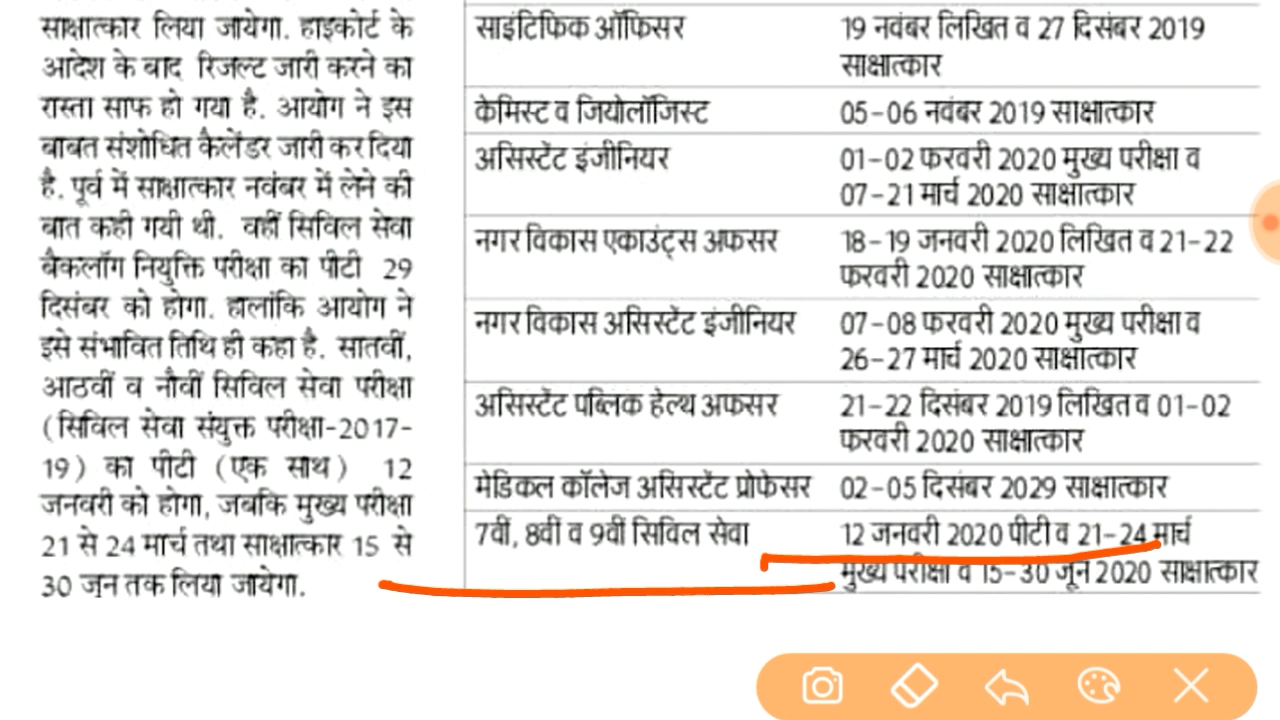 साक्षात्कार लिया जायेगा. हाइकोर्ट के
आदेश के बाद रिजल्ट जारी करने का
रास्ता साफ हो गया है. आयोग ने इस
बाबत संशोधित कैलेंडर जारी कर दिया
है. पूर्व में साक्षात्कार नवंबर में लेने की
बात कही गयी थी. वहीं सिविल सेवा
बैकलॉग नियुक्ति परीक्षा का पीटी 29
दिसंबर को होगा. हालांकि आयोग ने
इसे संभावित तिथि ही कहा है. सातवीं,
आठवीं व नौवीं सिविल सेवा परीक्षा
(सिविल सेवा संयुक्त परीक्षा-2017-
19) का पीटी (एक साथ) 12
जनवरी को होगा, जबकि मुख्य परीक्षा
21 से 24 मार्च तथा साक्षात्कार 15 से
30 जून तक लिया जायेगा.
साइंटिफिक ऑफिसर 19 नवंबर लिखित व 27 दिसंबर 2019
साक्षात्कार
केमिस्ट व जियोलॉजिस्ट 05-06 नवंबर 2019 साक्षात्कार
असिस्टेंट इंजीनियर 01-02 फरवरी 2020 मुख्य परीक्षा व
07-21 मार्च 2020 साक्षात्कार
नगर विकास एकाउंट्स अफसर 18-19 जनवरी 2020 लिखित व 21-22
फरवरी 2020 साक्षात्कार
नगर विकास असिस्टेंट इंजीनियर 07-08 फरवरी 2020 मुख्य परीक्षा व
26-27 मार्च 2020 साक्षात्कार
असिस्टेंट पब्लिक हेल्थ अफसर 21-22 दिसंबर 2019 लिखित व 01-02
फरवरी 2020 साक्षात्कार
मेडिकल कॉलेज असिस्टेंट प्रोफेसर 02-05 दिसंबर 2029 साक्षात्कार
7वीं, 8वीं व 9वीं सिविल सेवा 12 जनवरी 2020 पीटी व 21-24 मार्च
मुख्य परीक्षा व 15-30 जून 2020 साक्षात्कार